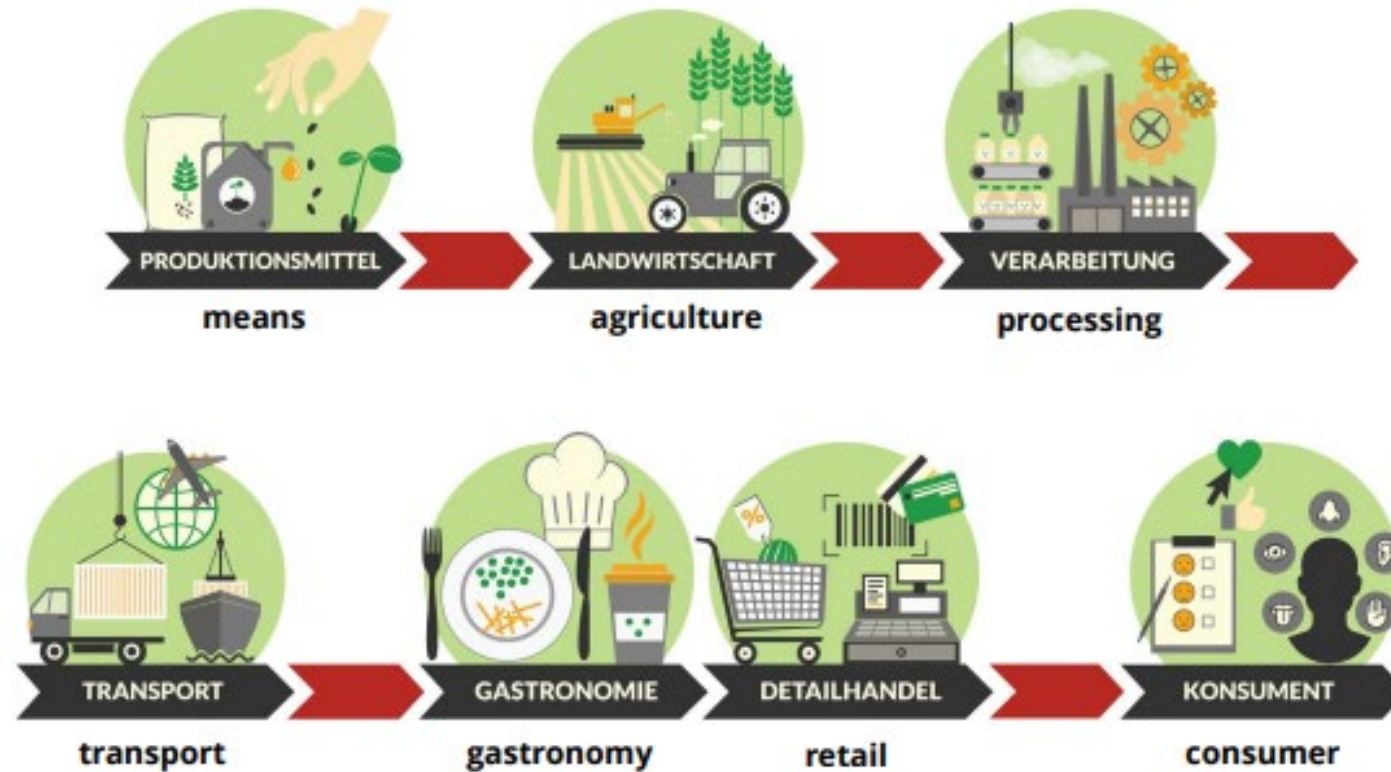 PRODUKTIONSMITTEL
LANDWIRTSCHAFT
VERARBEITUNG
means
agriculture
processing
%
TRANSPORT
GASTRONOMIE
DETAILHANDEL
KONSUMENT
transport
gastronomy
retail
consumer